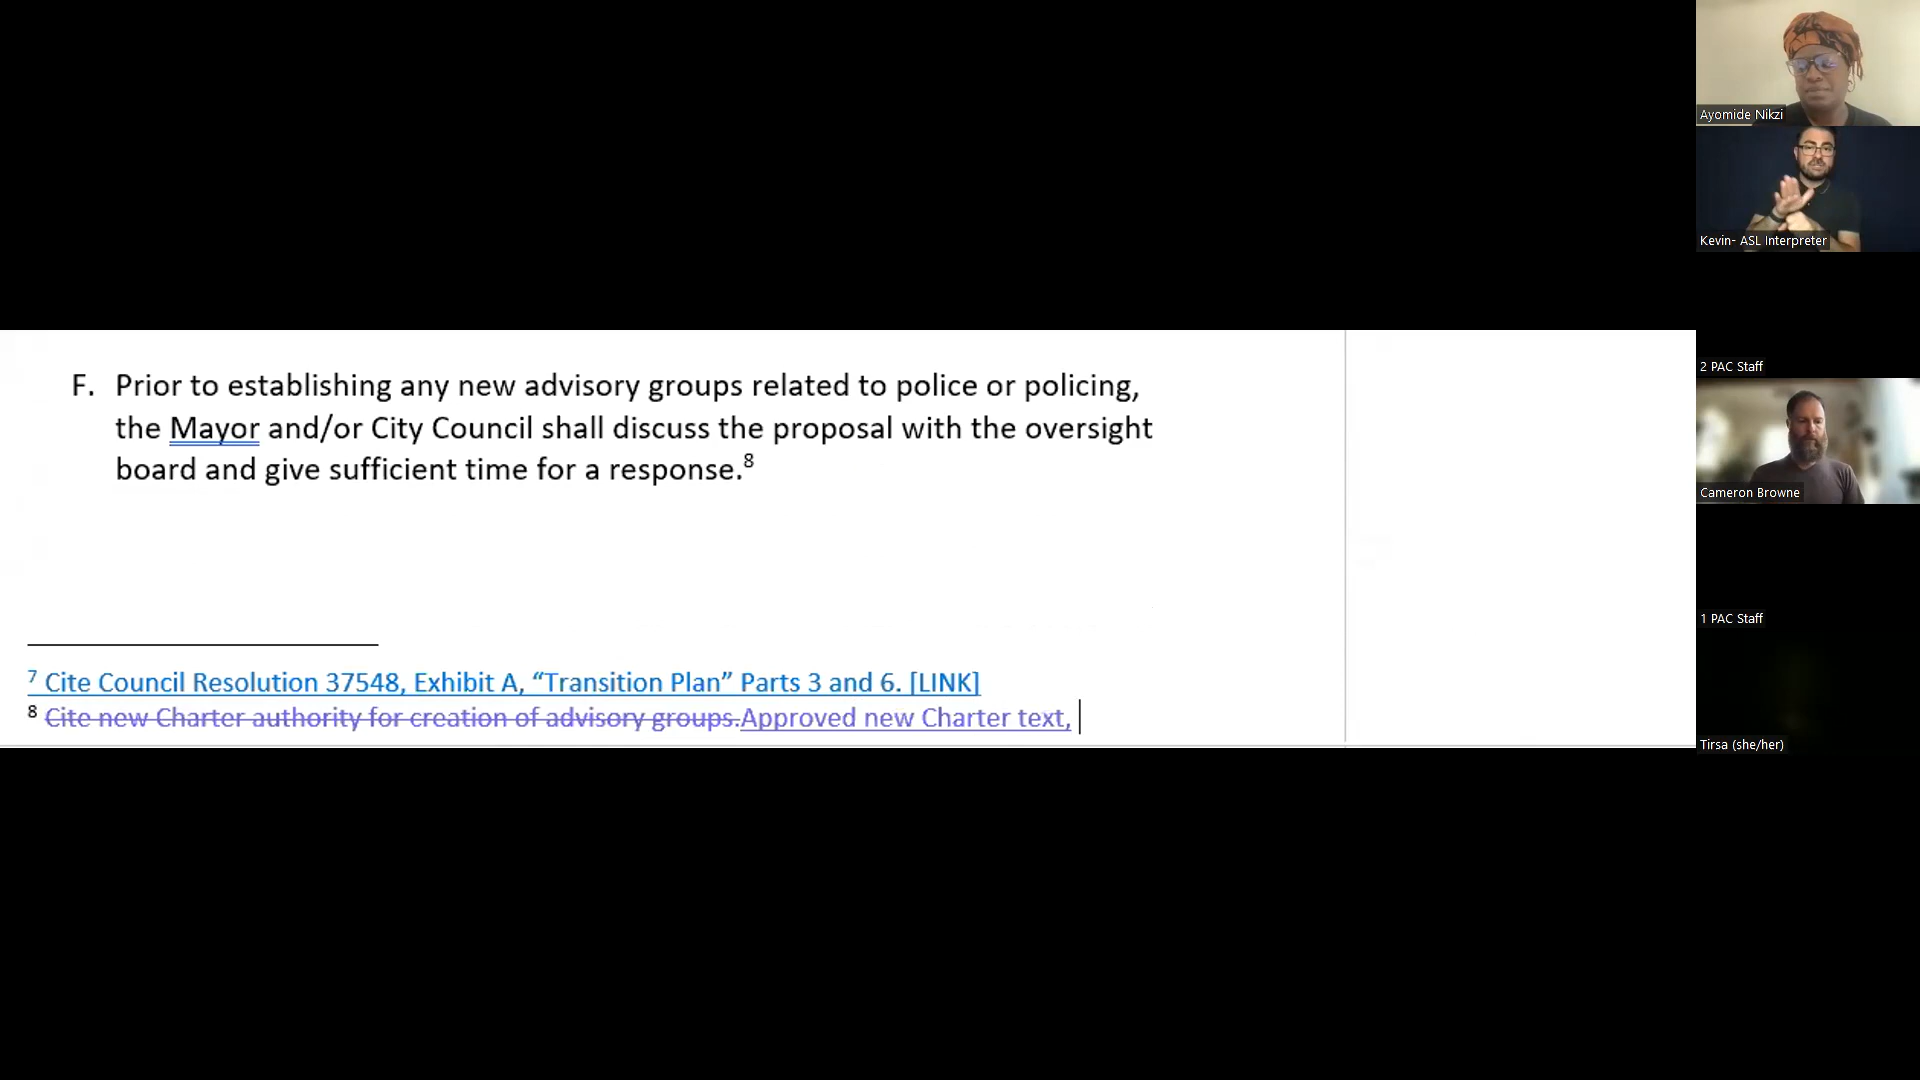 F. Prior to establishing any new advisory groups related to police or policing,
the Mayor and/or City Council shall discuss the proposal with the oversight
board and give sufficient time for a response.8
7 Cite Council Resolution 37548, Exhibit A, “Transition Plan” Parts 3 and 6. [LINK]
8 Cite new Charter authority for creation of advisory groups.Approved new Charter text,
Ayomide Nikzi
Kevin- ASL Interpreter
2 PAC Staff
Cameron Browne
1 PAC Staff
Tirsa (she/her)